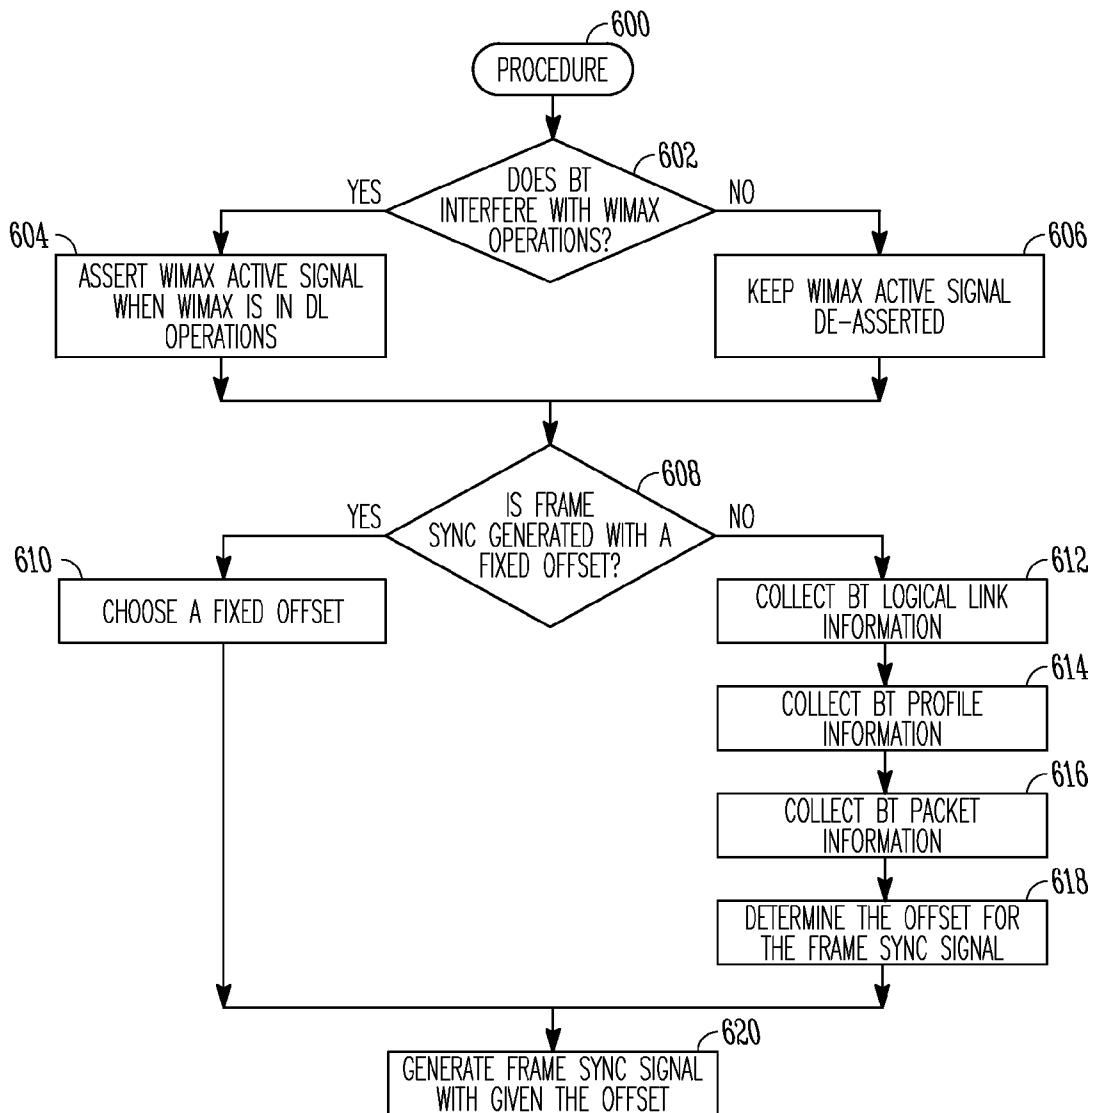 600
PROCEDURE
602
DOES BT
INTERFERE WITH WIMAX
OPERATIONS?
YES
NO
604
ASSERT WIMAX ACTIVE SIGNAL
WHEN WIMAX IS IN DL
OPERATIONS
606
KEEP WIMAX ACTIVE SIGNAL
DE-ASSERTED
608
IS FRAME
SYNC GENERATED WITH A
FIXED OFFSET?
YES
NO
610
CHOOSE A FIXED OFFSET
612
COLLECT BT LOGICAL LINK
INFORMATION
614
COLLECT BT PROFILE
INFORMATION
616
COLLECT BT PACKET
INFORMATION
618
DETERMINE THE OFFSET FOR
THE FRAME SYNC SIGNAL
620
GENERATE FRAME SYNC SIGNAL
WITH GIVEN THE OFFSET